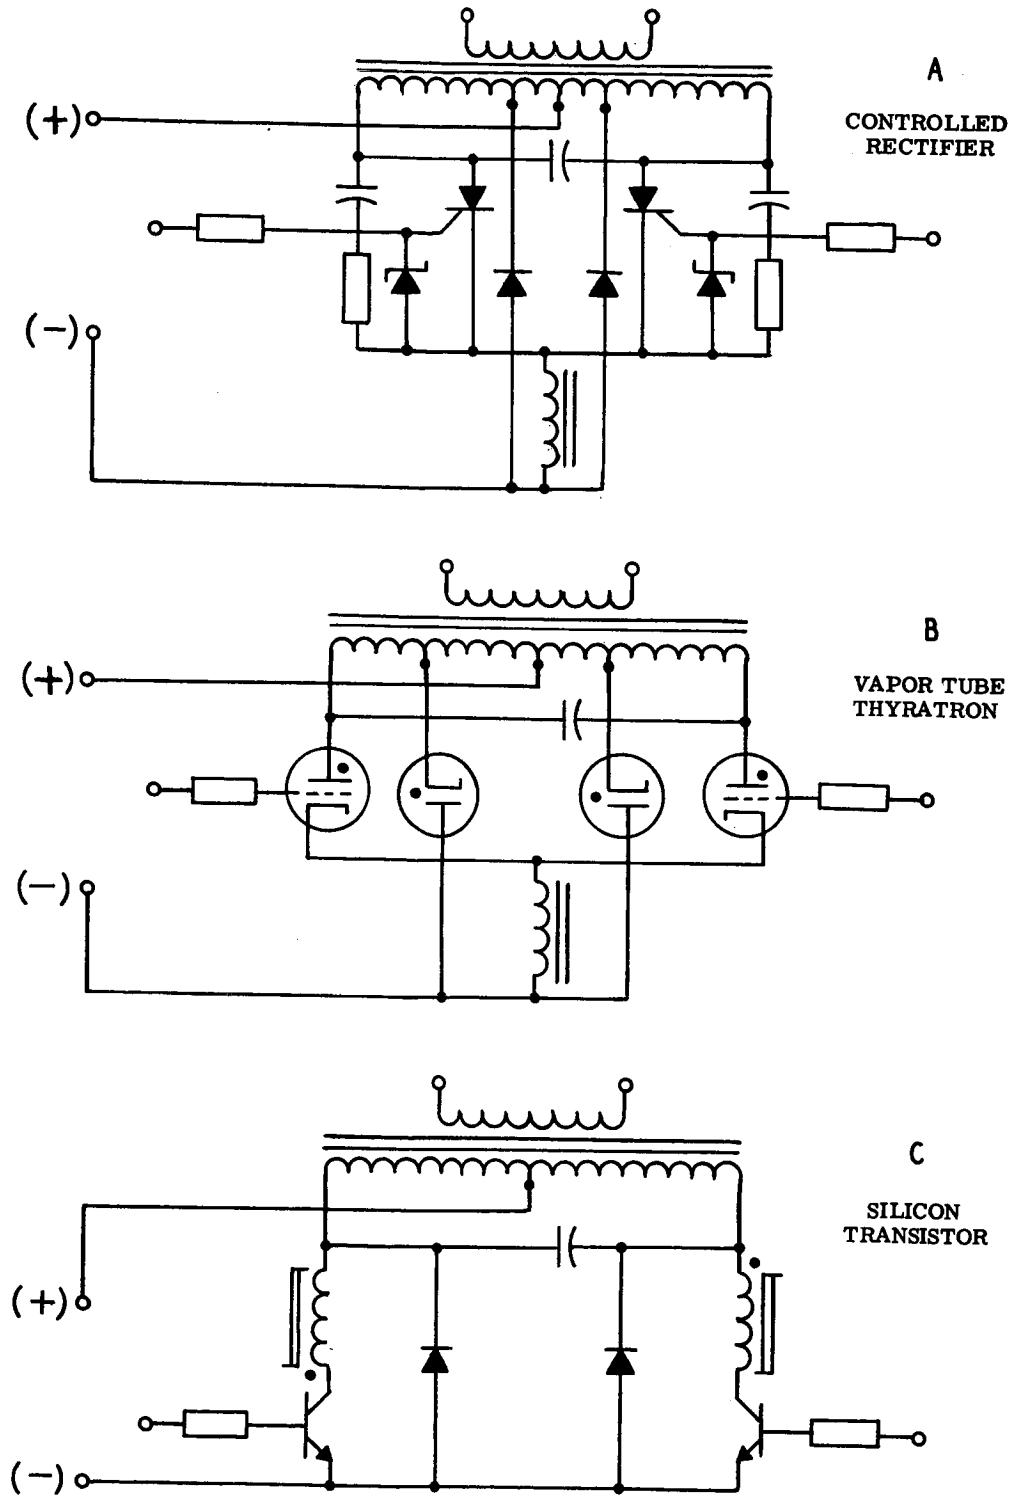 A
CONTROLLED
RECTIFIER
(+)
(-)
B
VAPOR TUBE
THYRATRON
(+)
(-)
C
SILICON
TRANSISTOR
(+)
(-)